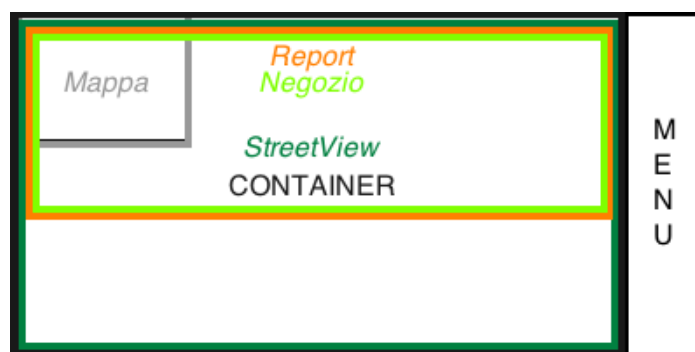 Report
Mappa
Negozio
StreetView
CONTAINER
M
E
N
U